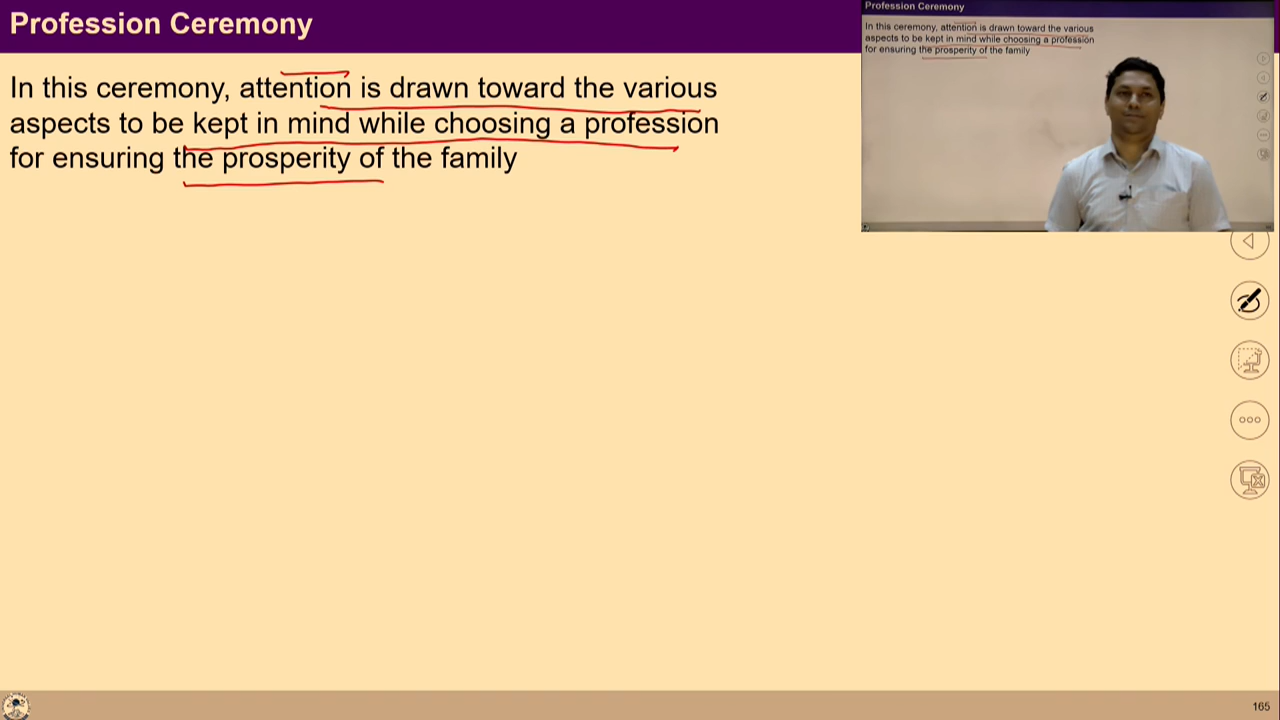 Profession Ceremony
In this ceremony, attention is drawn toward the various
aspects to be kept in mind while choosing a profession
for ensuring the prosperity of the family
Profession Ceremony
In this ceremony, attention is drawn toward the various
aspects to be kept in mind while choosing a profession
for ensuring the prosperity of the family
165